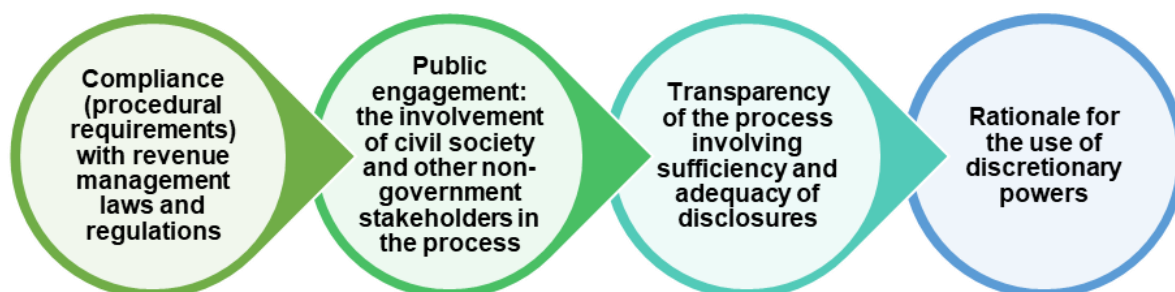 Compliance
(procedural
requirements)
with revenue
management
laws and
regulations
Public
engagement:
the involvement
of civil society
and other non-
government
stakeholders in
the process
Transparency
of the process
involving
sufficiency and
adequacy of
disclosures
Rationale for
the use of
discretionary
powers